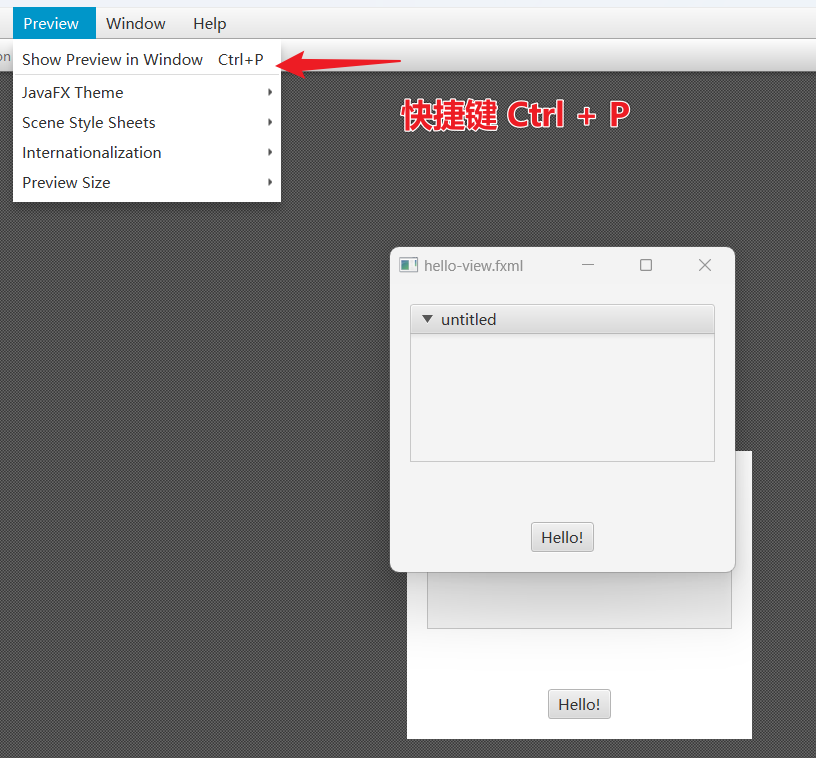 Preview Window Help
on
Show Preview in Window Ctrl+P
JavaFX Theme
Scene Style Sheets
Internationalization
Preview Size
快捷键 Ctrl + P
hello-view.fxml
untitled
Hello!
Hello!